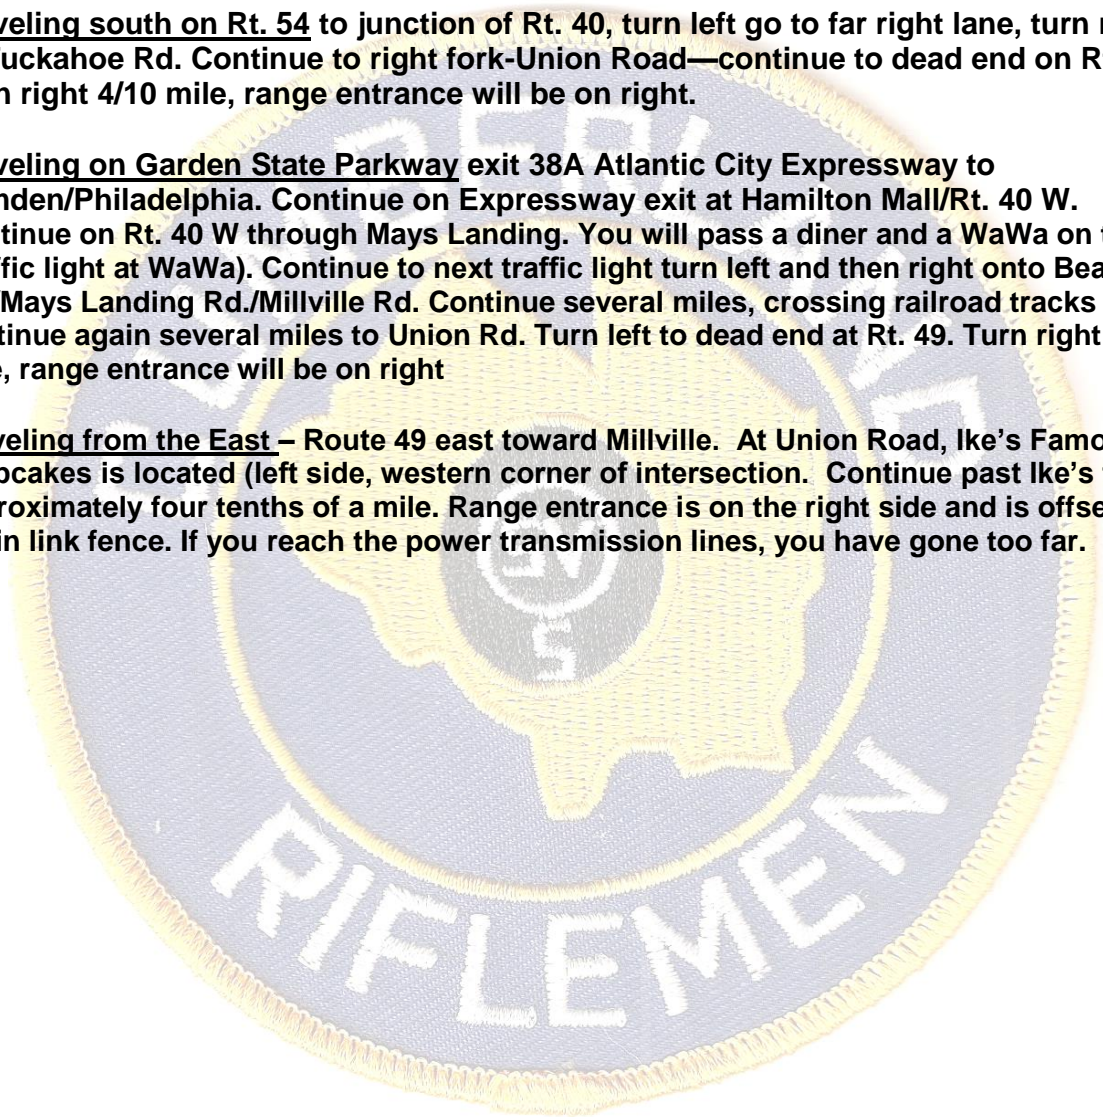 veling south on Rt. 54 to junction of Rt. 40, turn left go to far right lane, turn
uckahoe Rd. Continue to right fork-Union Road—continue to dead end on R
n right 4/10 mile, range entrance will be on right.
veling on Garden State Parkway exit 38A Atlantic City Expressway to
nden/Philadelphia. Continue on Expressway exit at Hamilton Mall/Rt. 40 W.
tinue on Rt. 40 W through Mays Landing. You will pass a diner and a WaWa on t
ffic light at WaWa). Continue to next traffic light turn left and then right onto Bea
/Mays Landing Rd./Millville Rd. Continue several miles, crossing railroad tracks
tinue again several miles to Union Rd. Turn left to dead end at Rt. 49. Turn right
e, range entrance will be on right
veling from the East – Route 49 east toward Millville. At Union Road, Ike's Famo
pcakes is located (left side, western corner of intersection. Continue past Ike's
roximately four tenths of a mile. Range entrance is on the right side and is offse
in link fence. If you reach the power transmission lines, you have gone too far.
CUMBERLAND
RIFLEMEN